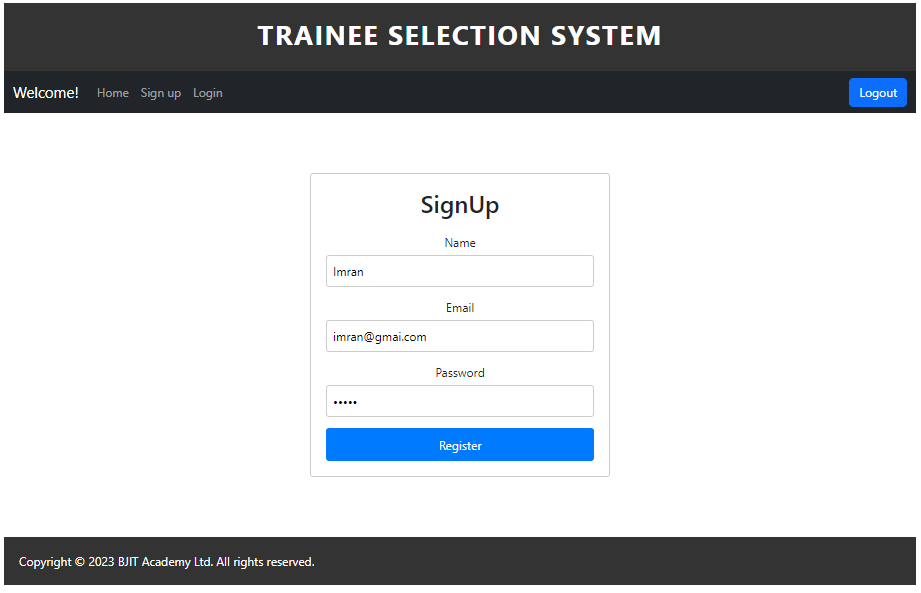 TRAINEE SELECTION SYSTEM
Welcome! Home Sign up Login Logout
SignUp
Name
Imran
Email
imran@gmai.com
Password
•••••
Register
Copyright © 2023 BJIT Academy Ltd. All rights reserved.